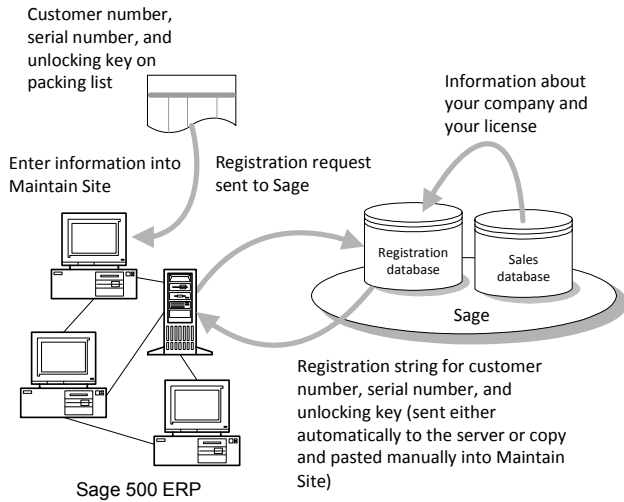 Customer number,
serial number, and
unlocking key on
packing list
Information about
your company and
your license
Enter information into
Maintain Site
Registration request
sent to Sage
Registration
database
Sales
database
Sage
Registration string for customer
number, serial number, and
unlocking key (sent either
automatically to the server or copy
and pasted manually into Maintain
Site)
Sage 500 ERP